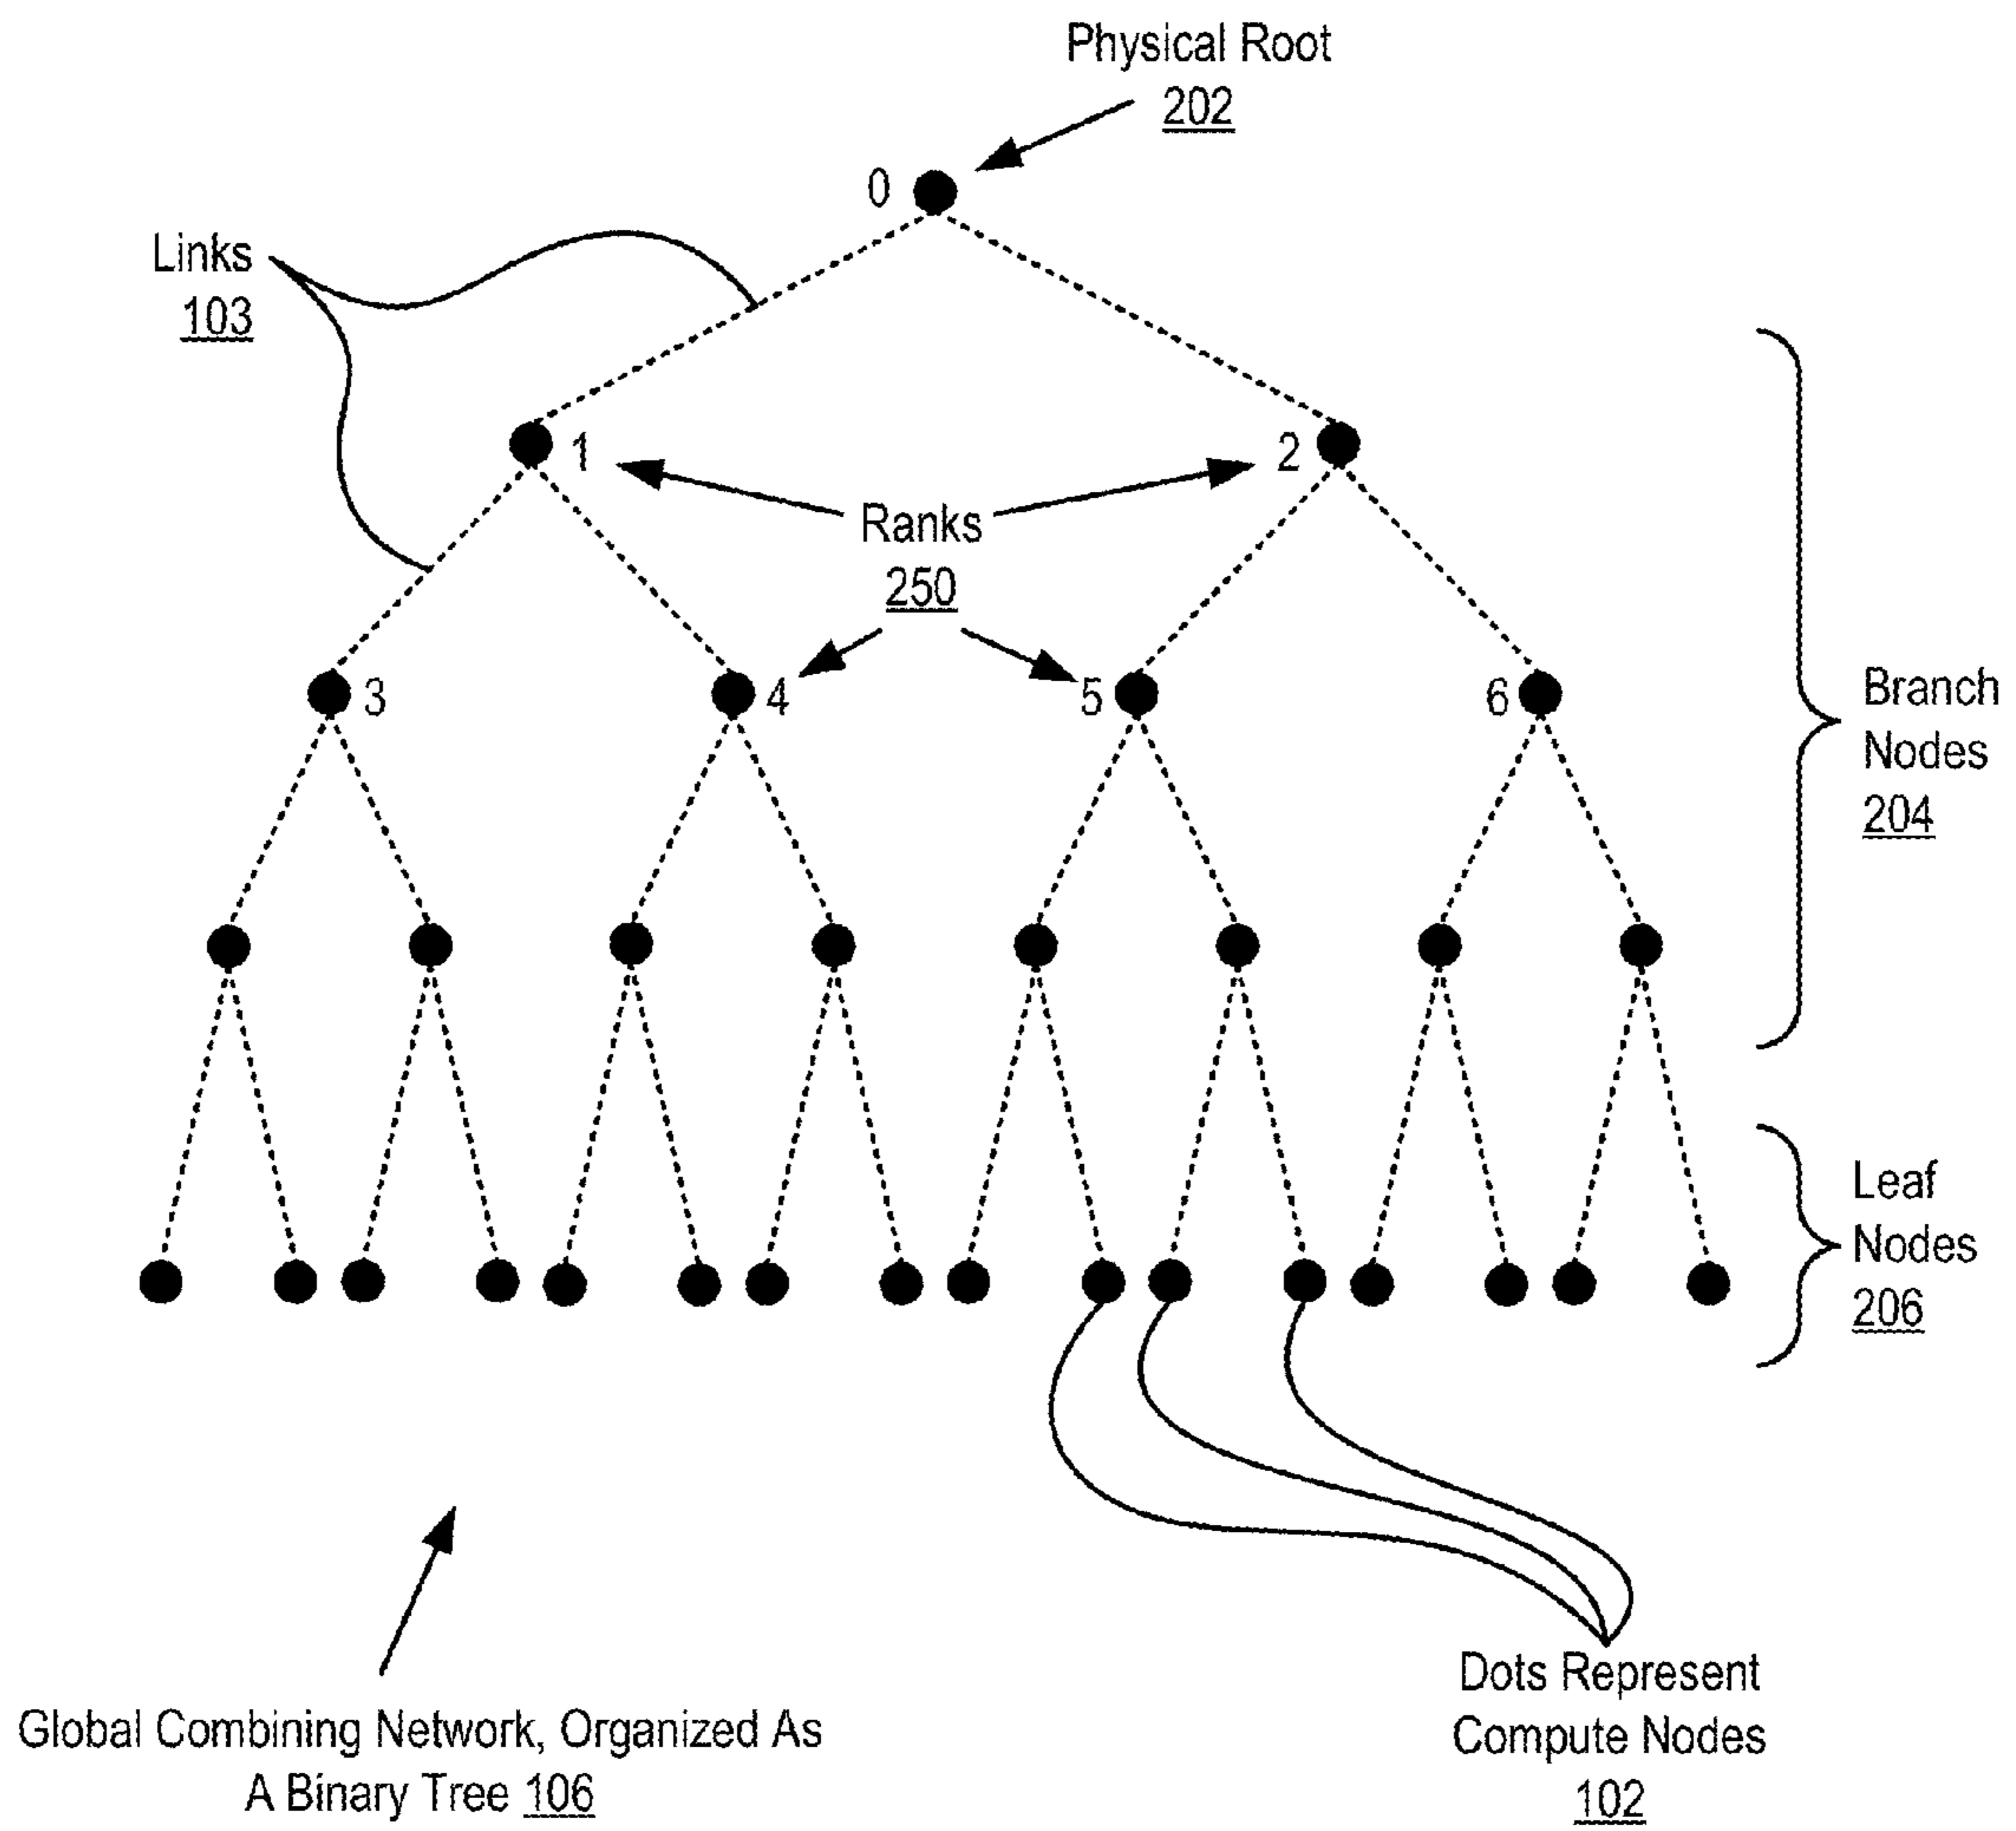 Physical Root
202
0
Links
103
1
2
Ranks
250
3
4
5
6
Branch
Nodes
204
Leaf
Nodes
206
Dots Represent
Compute Nodes
102
Global Combining Network, Organized As
A Binary Tree 106